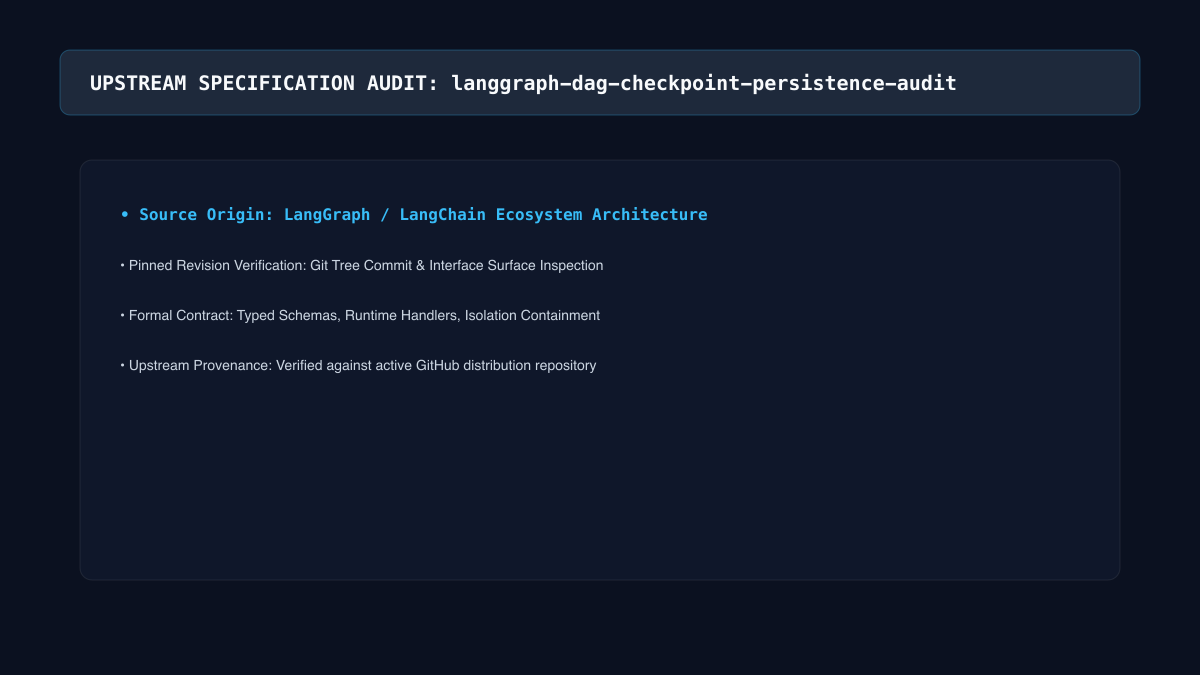 UPSTREAM SPECIFICATION AUDIT: langgraph-dag-checkpoint-persistence-audit
• Source Origin: LangGraph / LangChain Ecosystem Architecture
• Pinned Revision Verification: Git Tree Commit & Interface Surface Inspection
• Formal Contract: Typed Schemas, Runtime Handlers, Isolation Containment
• Upstream Provenance: Verified against active GitHub distribution repository